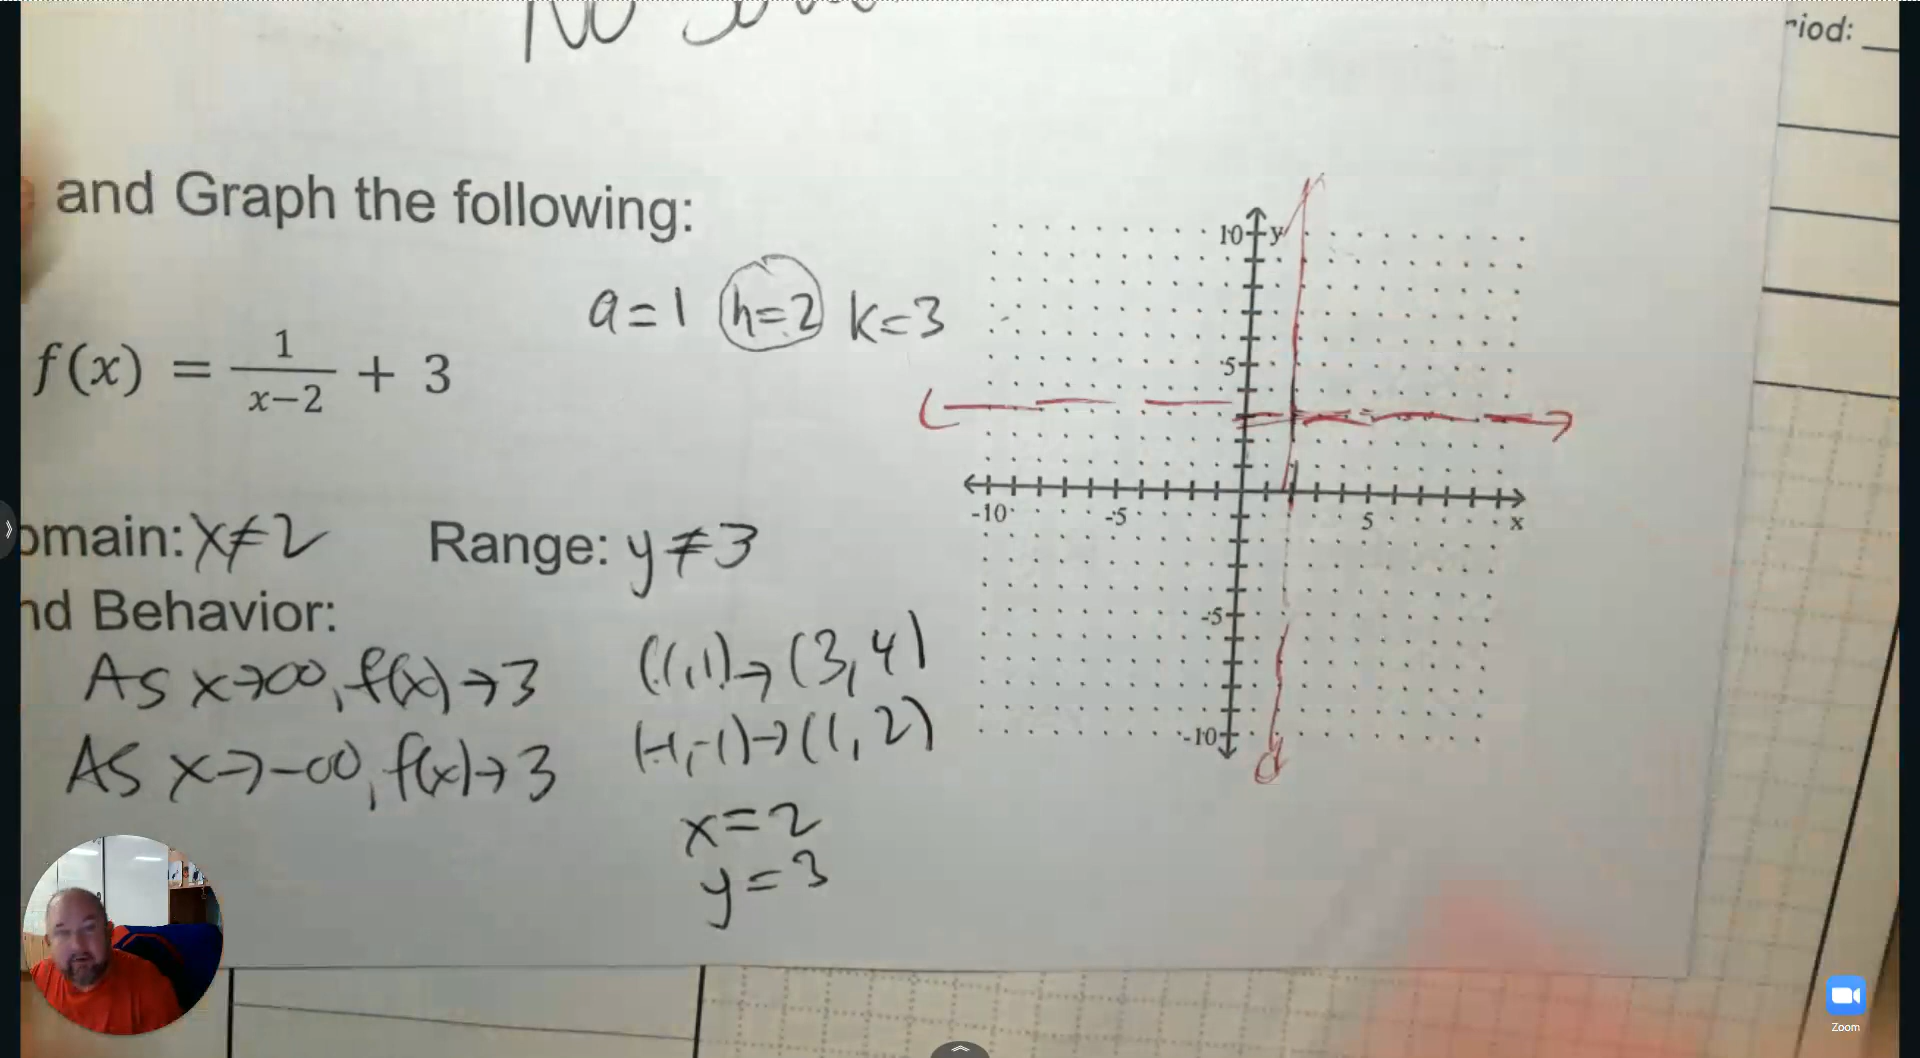 No
riod:
and Graph the following:
a=1 h=2 k=3
f(x) = 1/(x−2) + 3
omain: x≠2 Range: y≠3
nd Behavior:
As x→∞, f(x)→3
As x→-∞, f(x)→3
(1,1)→(3,4)
(-1,-1)→(1,2)
x=2
y=3
10 y
5
-10 -5 5 x
-5
-10
Zoom